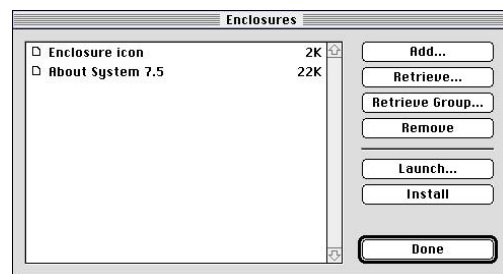 Enclosures
Enclosure icon 2K
About System 7.5 22K
Add...
Retrieve...
Retrieve Group...
Remove
Launch...
Install
Done